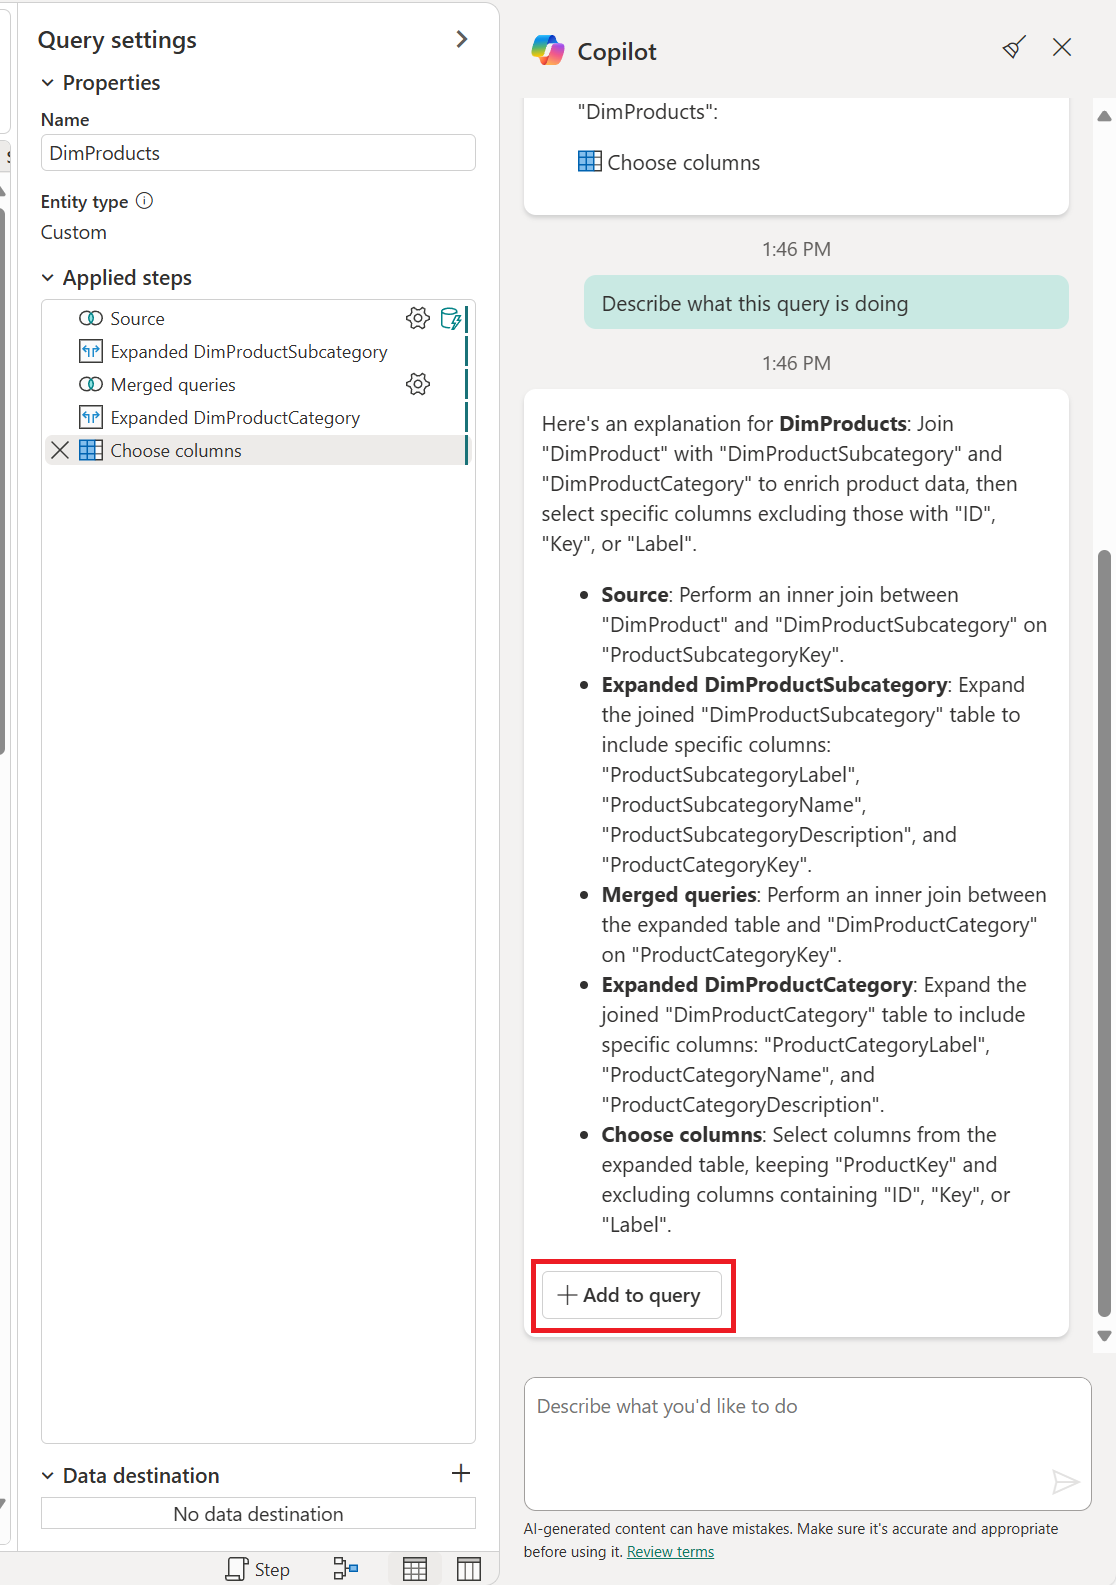 Query settings
Properties
Name
DimProducts
Entity type
Custom
Applied steps
Source
Expanded DimProductSubcategory
Merged queries
Expanded DimProductCategory
Choose columns
Data destination
No data destination
Step
Copilot
"DimProducts":
Choose columns
1:46 PM
Describe what this query is doing
1:46 PM
Here's an explanation for DimProducts: Join
"DimProduct" with "DimProductSubcategory" and
"DimProductCategory" to enrich product data, then
select specific columns excluding those with "ID",
"Key", or "Label".
• Source: Perform an inner join between
"DimProduct" and "DimProductSubcategory" on
"ProductSubcategoryKey".
• Expanded DimProductSubcategory: Expand
the joined "DimProductSubcategory" table to
include specific columns:
"ProductSubcategoryLabel",
"ProductSubcategoryName",
"ProductSubcategoryDescription", and
"ProductCategoryKey".
• Merged queries: Perform an inner join between
the expanded table and "DimProductCategory"
on "ProductCategoryKey".
• Expanded DimProductCategory: Expand the
joined "DimProductCategory" table to include
specific columns: "ProductCategoryLabel",
"ProductCategoryName", and
"ProductCategoryDescription".
• Choose columns: Select columns from the
expanded table, keeping "ProductKey" and
excluding columns containing "ID", "Key", or
"Label".
Add to query
Describe what you'd like to do
AI-generated content can have mistakes. Make sure it's accurate and appropriate
before using it. Review terms